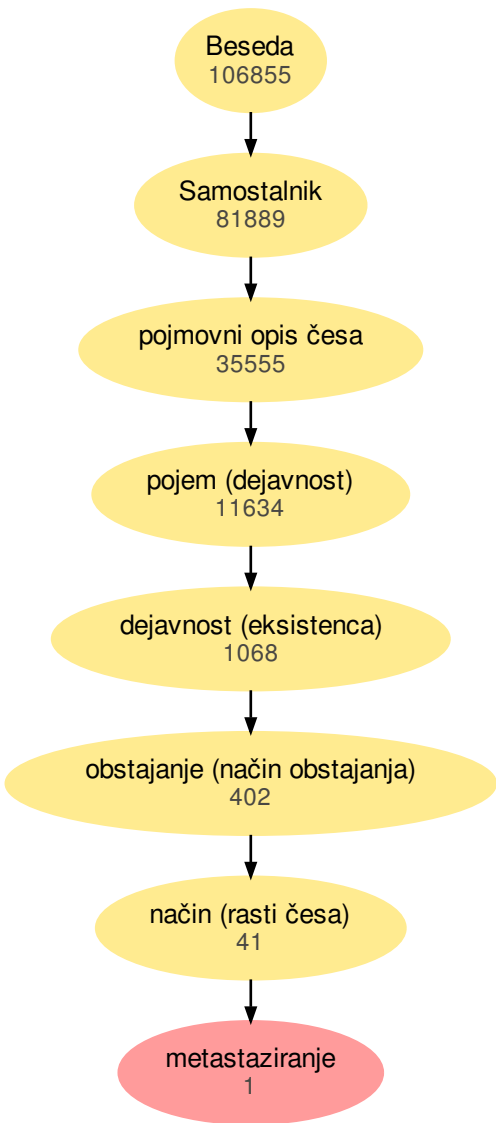 Beseda
106855
Samostalnik
81889
pojmovni opis česa
35555
pojem (dejavnost)
11634
dejavnost (eksistenca)
1068
obstajanje (način obstajanja)
402
način (rasti česa)
41
metastaziranje
1